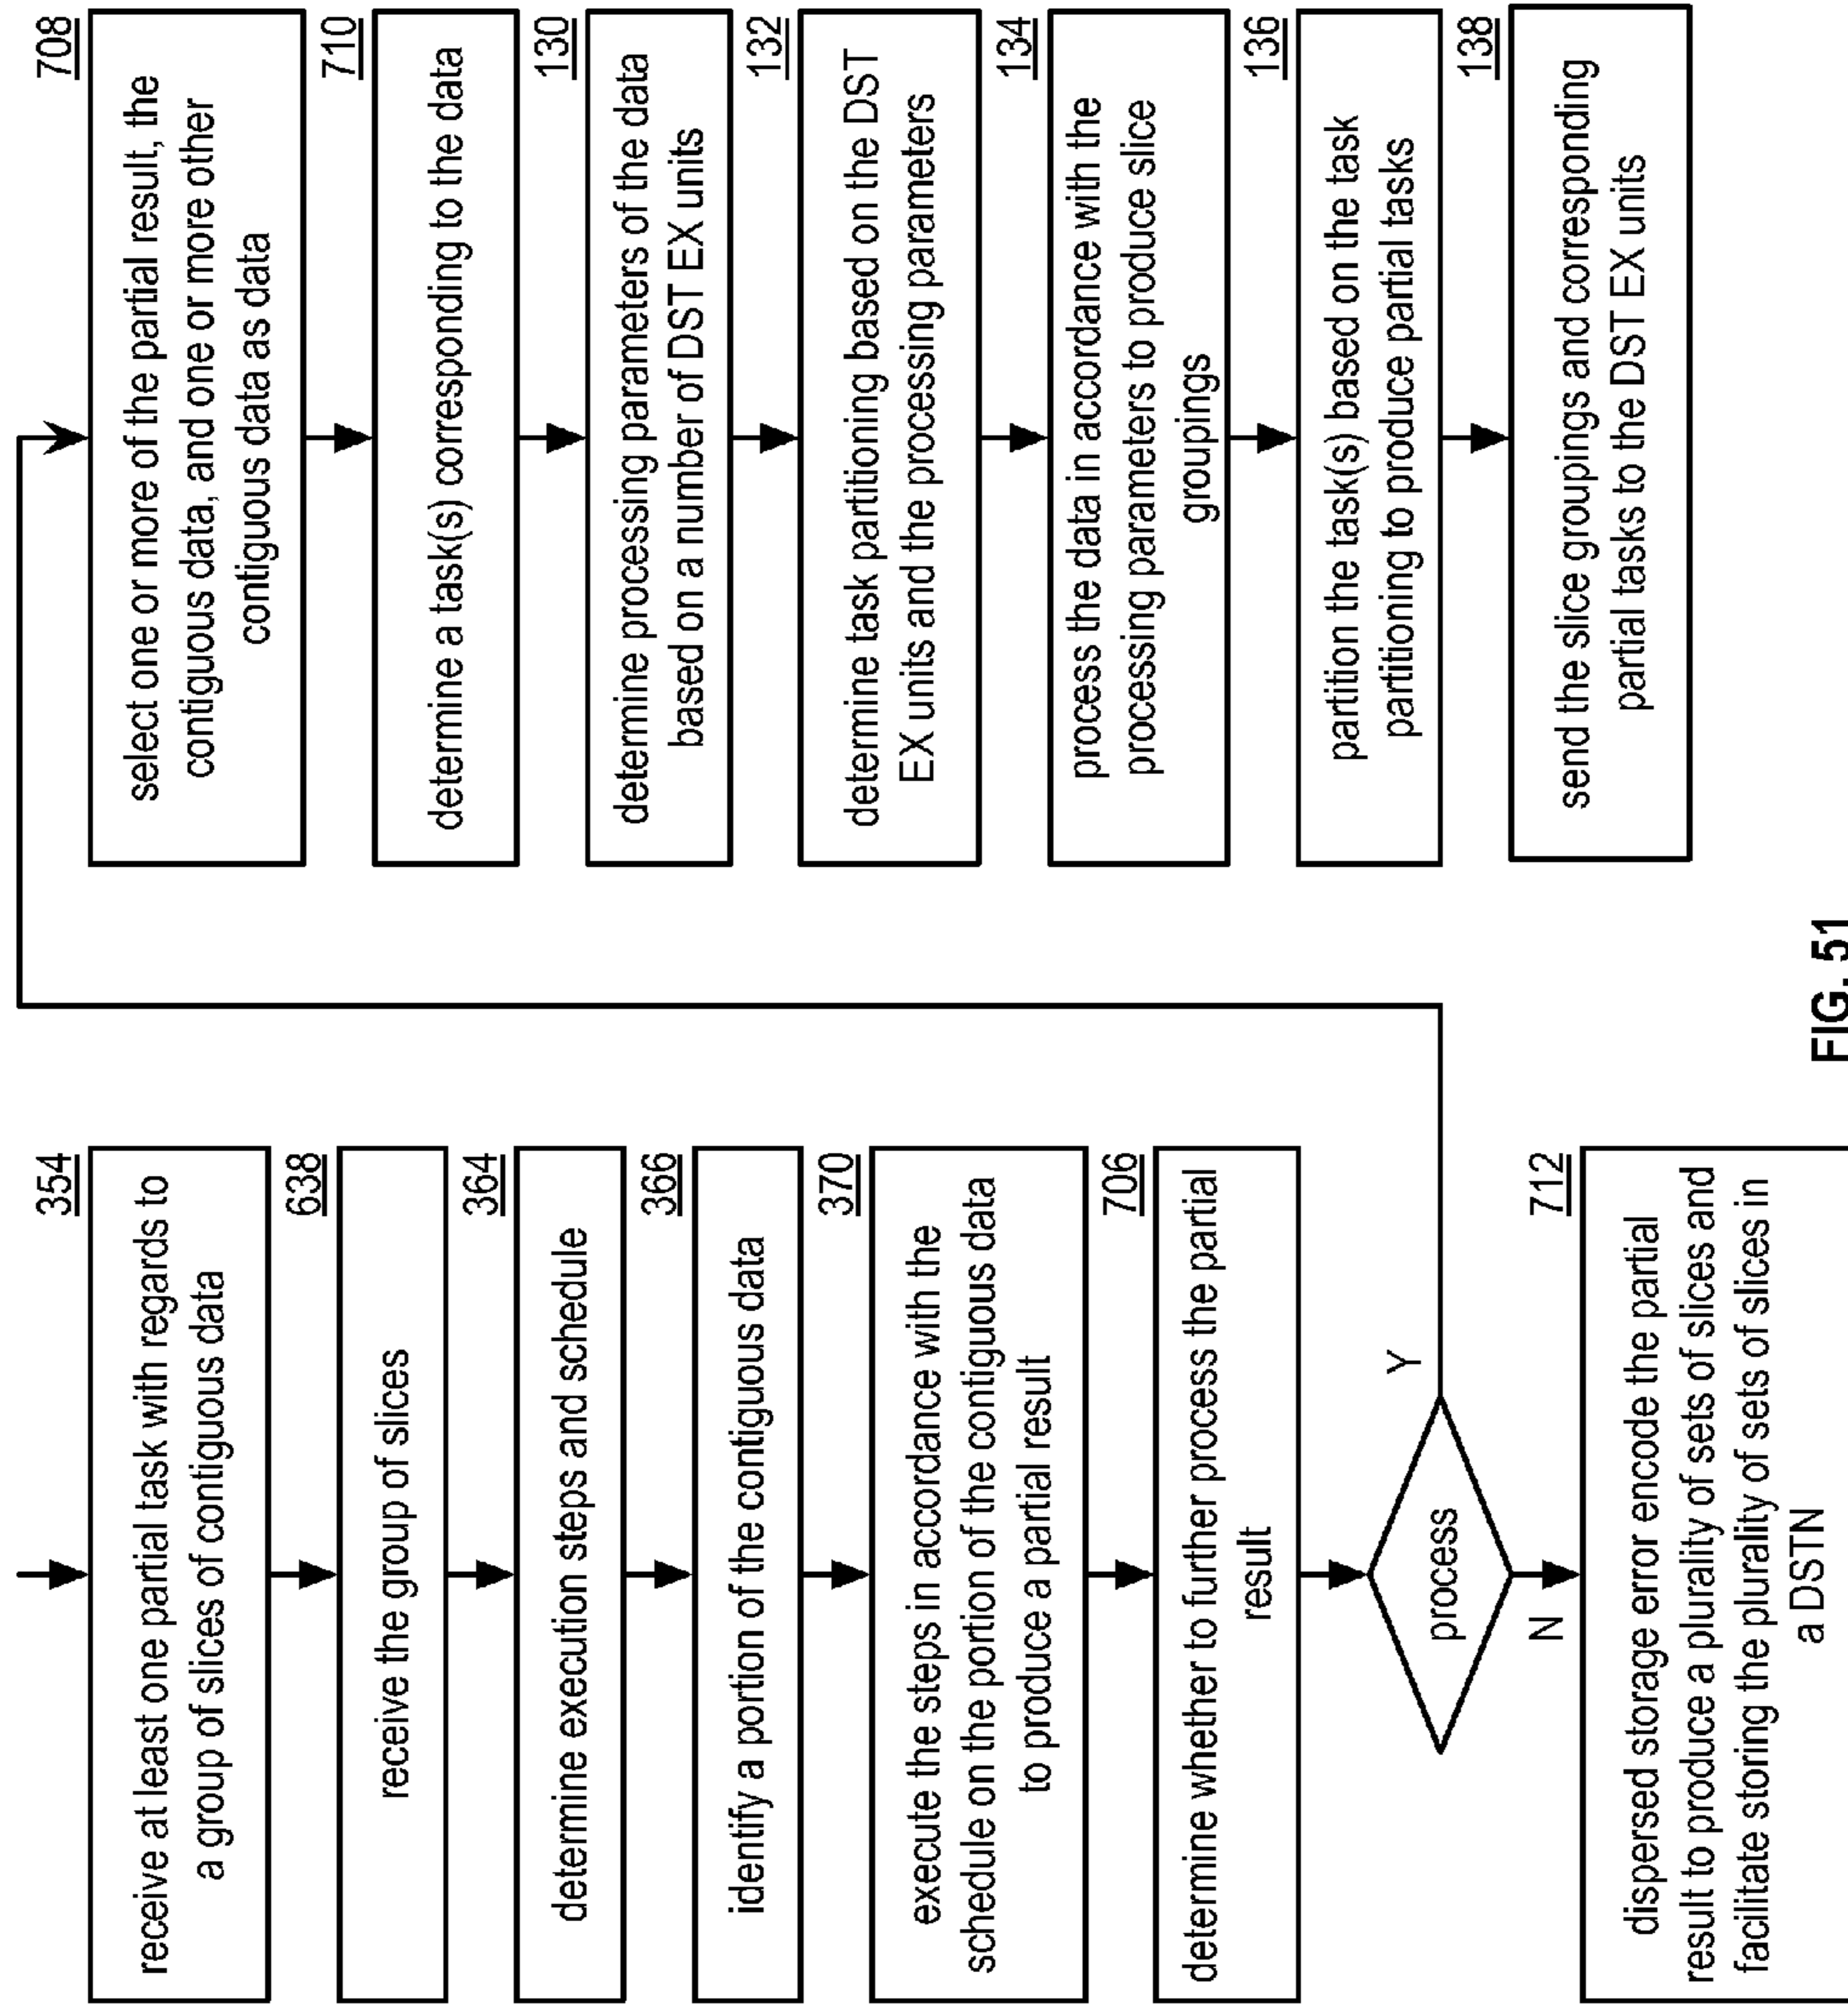 354
receive at least one partial task with regards to
a group of slices of contiguous data
638
receive the group of slices
364
determine execution steps and schedule
366
identify a portion of the contiguous data
370
execute the steps in accordance with the
schedule on the portion of the contiguous data
to produce a partial result
706
determine whether to further process the partial
result
process
Y
N
712
dispersed storage error encode the partial
result to produce a plurality of sets of slices and
facilitate storing the plurality of sets of slices in
a DSTN
708
select one or more of the partial result, the
contiguous data, and one or more other
contiguous data as data
710
determine a task(s) corresponding to the data
130
determine processing parameters of the data
based on a number of DST EX units
132
determine task partitioning based on the DST
EX units and the processing parameters
134
process the data in accordance with the
processing parameters to produce slice
groupings
136
partition the task(s) based on the task
partitioning to produce partial tasks
138
send the slice groupings and corresponding
partial tasks to the DST EX units
FIG. 51